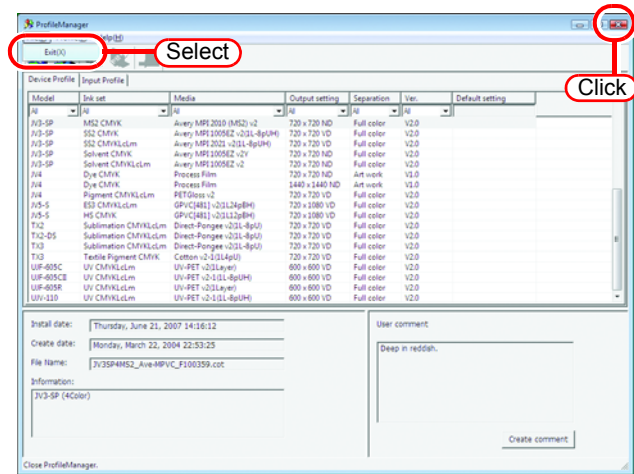 ProfileManager
Help(H)
Exit(X)
Select
Click
Device Profile Input Profile
Model Ink set Media Output setting Separation Ver. Default setting
All All All All All All All
JV3-SP MS2 CMYK Avery MPI 2010 (MS2) v2 720 x 720 ND Full color V2.0
JV3-SP SS2 CMYK Avery MPI 1005EZ v2(1L-8pUH) 720 x 720 VD Full color V2.0
JV3-SP SS2 CMYKLcLm Avery MPI 2021 v2(1L-8pUH) 720 x 720 VD Full color V2.0
JV3-SP Solvent CMYK Avery MPI 1005EZ v2Y 720 x 720 ND Full color V2.0
JV3-SP Solvent CMYKLcLm Avery MPI 1005EZ v2 720 x 720 ND Full color V2.0
JV4 Dye CMYK Process Film 720 x 720 ND Art work V1.0
JV4 Dye CMYK Process Film 1440 x 1440 ND Art work V1.0
JV4 Pigment CMYKLcLm PETGloss v2 720 x 720 VD Full color V2.0
JV5-S ES3 CMYKLcLm GPVC[481] v2(1L24pBH) 720 x 1080 VD Full color V2.0
JV5-S HS CMYK GPVC[481] v2(1L12pBH) 720 x 1080 VD Full color V2.0
TX2 Sublimation CMYKLcLm Direct-Pongee v2(1L-8pU) 720 x 720 VD Full color V2.0
TX2-DS Sublimation CMYKLcLm Direct-Pongee v2(1L-8pU) 720 x 720 VD Full color V2.0
TX3 Sublimation CMYKLcLm Direct-Pongee v2(1L-8pU) 720 x 720 VD Full color V2.0
TX3 Textile Pigment CMYK Cotton v2-1(1L4pU) 720 x 720 VD Full color V2.0
UJF-605C UV CMYKLcLm UV-PET v2(1Layer) 600 x 600 VD Full color V2.0
UJF-605CII UV CMYKLcLm UV-PET v2-1(1L-8pUH) 600 x 600 VD Full color V2.0
UJF-605R UV CMYKLcLm UV-PET v2(1Layer) 600 x 600 VD Full color V2.0
UJV-110 UV CMYKLcLm UV-PET v2-1(1L-8pUH) 600 x 600 VD Full color V2.0
Install date: Thursday, June 21, 2007 14:16:12
Create date: Monday, March 22, 2004 22:53:25
File Name: JV3SP4MS2_Ave-MPVC_F100359.cot
Information:
JV3-SP (4Color)
User comment
Deep in reddish.
Create comment
Close ProfileManager.